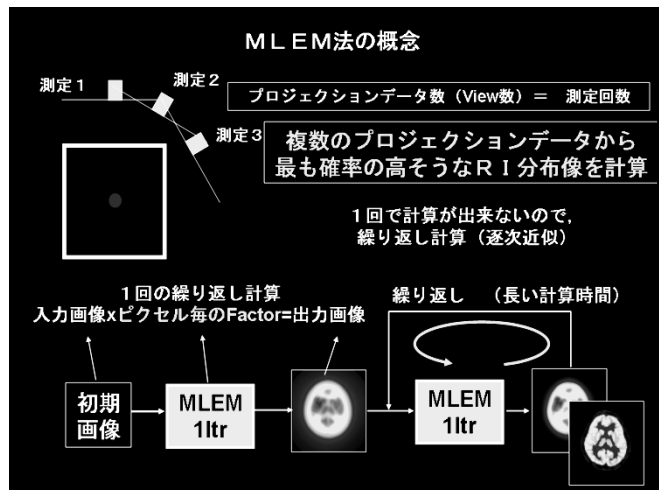 MLEM法の概念
測定1
測定2
プロジェクションデータ数(View数)= 測定回数
測定3
複数のプロジェクションデータから
最も確率の高そうなRI分布像を計算
1回で計算が出来ないので,
繰り返し計算(逐次近似)
1回の繰り返し計算
入力画像xピクセル毎のFactor=出力画像
繰り返し (長い計算時間)
初期
画像
MLEM
1Itr
MLEM
1Itr